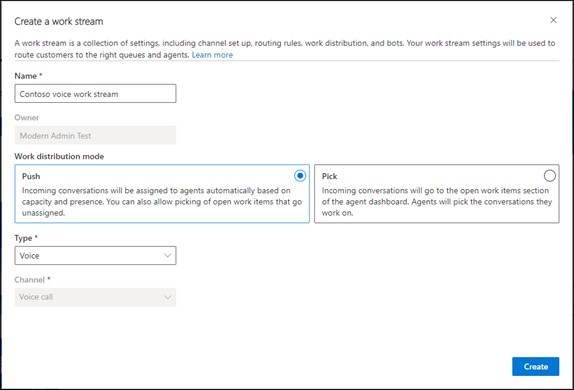 Create a work stream
A work stream is a collection of settings, including channel set up, routing rules, work distribution, and bots. Your work stream settings will be used to
route customers to the right queues and agents. Learn more
Name *
Contoso voice work stream
Owner
Modern Admin Test
Work distribution mode
Push
Incoming conversations will be assigned to agents automatically based on
capacity and presence. You can also allow picking of open work items that go
unassigned.
Pick
Incoming conversations will go to the open work items section
of the agent dashboard. Agents will pick the conversations they
work on.
Type *
Voice
Channel *
Voice call
Create